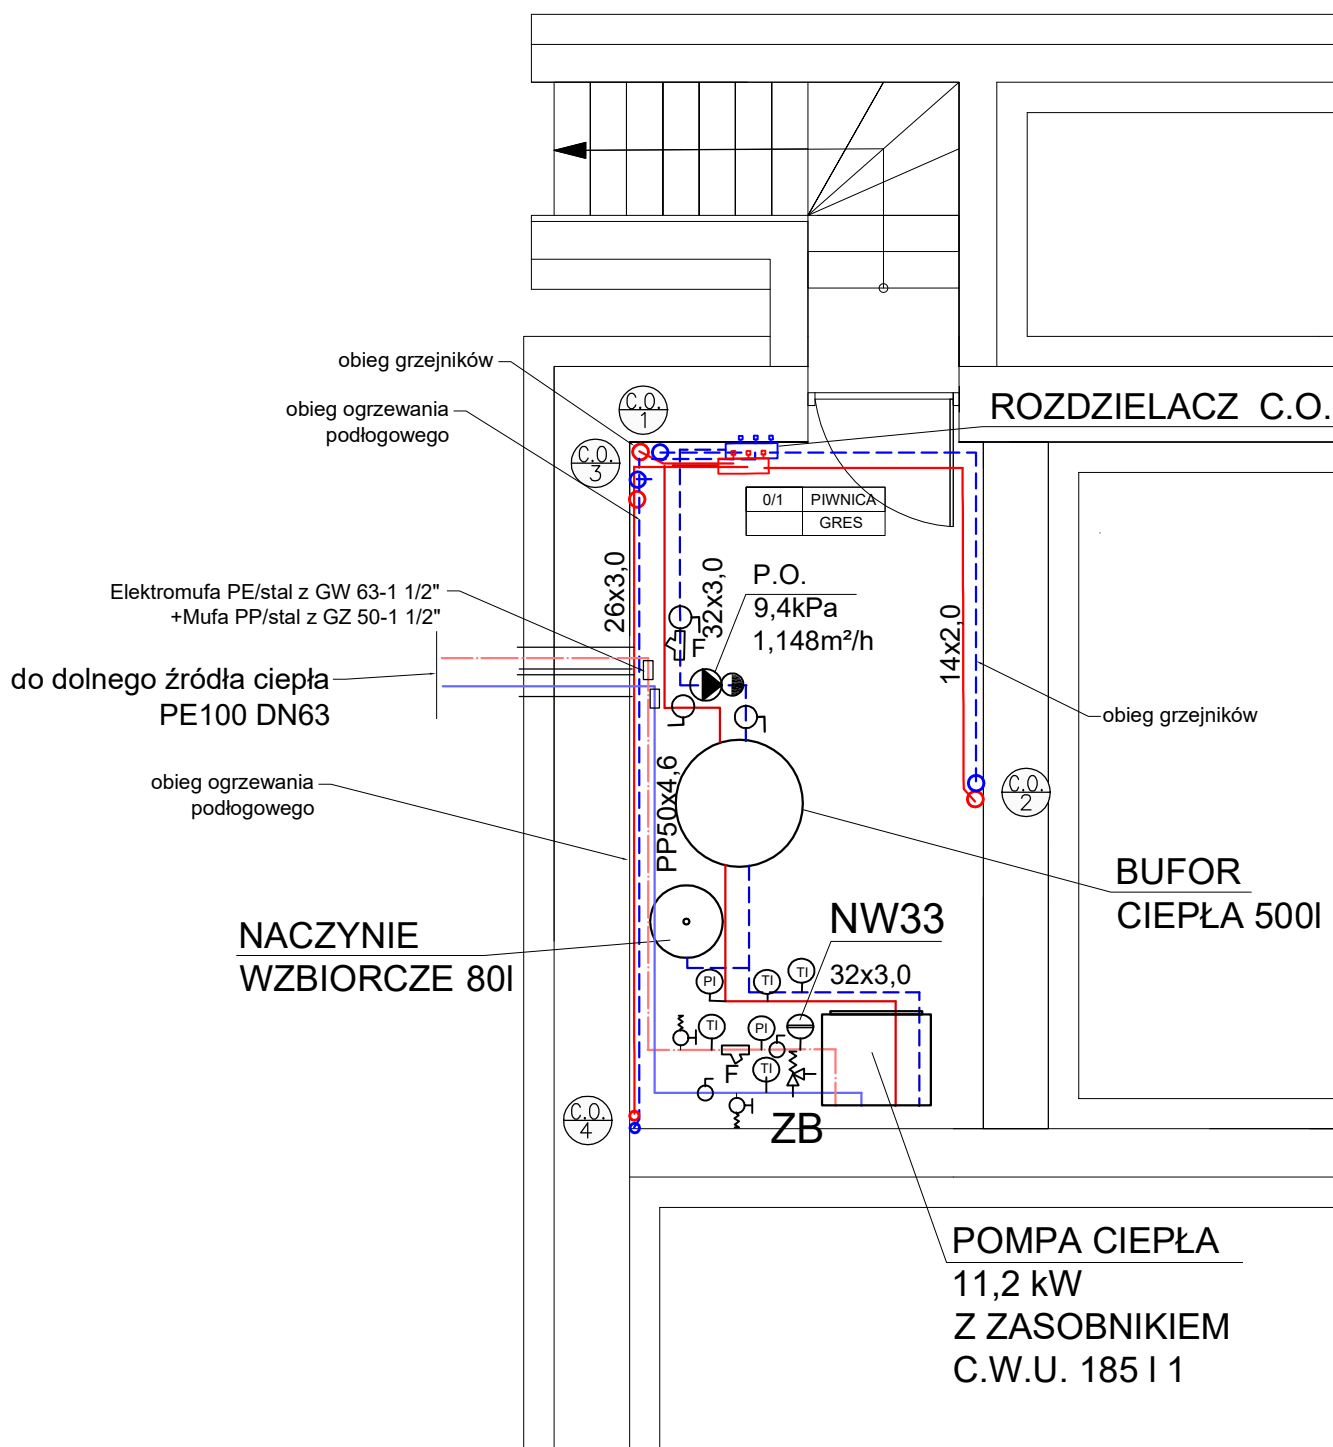 obieg grzejników
obieg ogrzewania
podłogowego
C.O.
1
C.O.
3
ROZDZIELACZ C.O.
0/1 PIWNICA
GRES
Elektromufa PE/stal z GW 63-1 1/2"
+Mufa PP/stal z GZ 50-1 1/2"
26x3,0
32x3,0
P.O.
9,4kPa
1,148m²/h
14x2,0
F
do dolnego źródła ciepła
PE100 DN63
obieg grzejników
obieg ogrzewania
podłogowego
PP50x4,6
C.O.
2
BUFOR
CIEPŁA 500l
NACZYNIE
WZBIORCZE 80l
NW33
32x3,0
PI
TI
TI
TI
PI
F
TI
C.O.
4
ZB
POMPA CIEPŁA
11,2 kW
Z ZASOBNIKIEM
C.W.U. 185 l 1